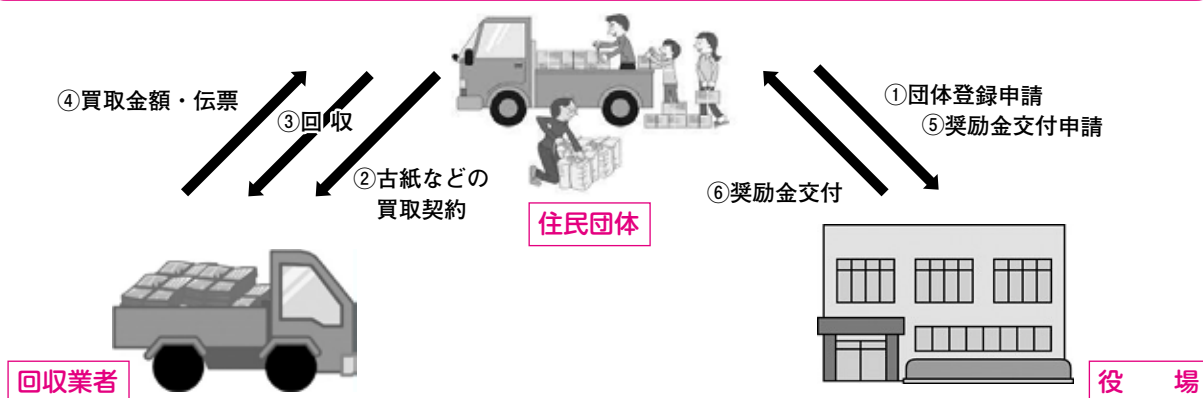 ④買取金額・伝票
③回 収
②古紙などの
買取契約
①団体登録申請
⑤奨励金交付申請
⑥奨励金交付
住民団体
回収業者
役　場